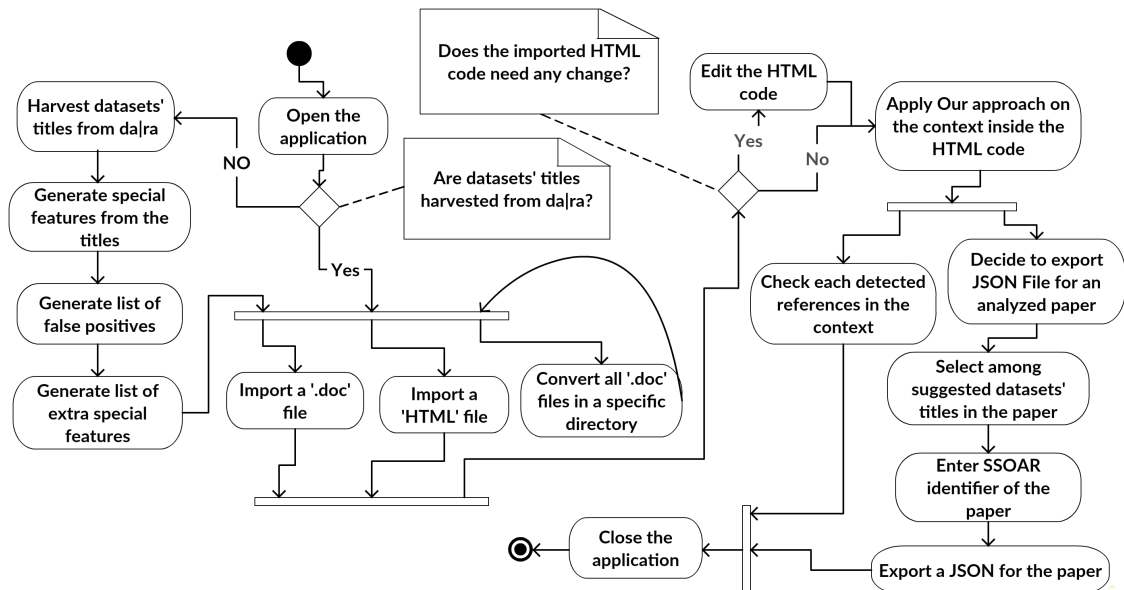 Does the imported HTML
code need any change?
Edit the HTML
code
Harvest datasets'
titles from da|ra
Open the
application
Apply Our approach on
the context inside the
HTML code
Yes
No
NO
Are datasets' titles
harvested from da|ra?
Generate special
features from the
titles
Yes
Decide to export
JSON File for an
analyzed paper
Check each detected
references in the
context
Generate list of
false positives
Generate list of
extra special
features
Import a '.doc'
file
Import a
'HTML' file
Convert all '.doc'
files in a specific
directory
Select among
suggested datasets'
titles in the paper
Enter SSOAR
identifier of the
paper
Close the
application
Export a JSON for the paper